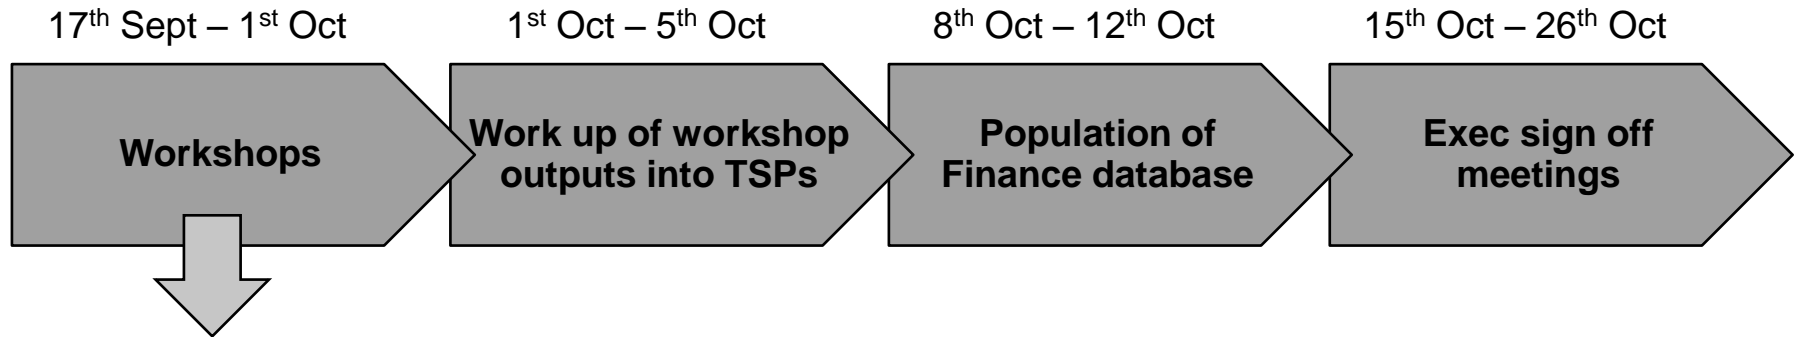 17th Sept – 1st Oct
1st Oct – 5th Oct
8th Oct – 12th Oct
15th Oct – 26th Oct
Workshops
Work up of workshop
outputs into TSPs
Population of
Finance database
Exec sign off
meetings